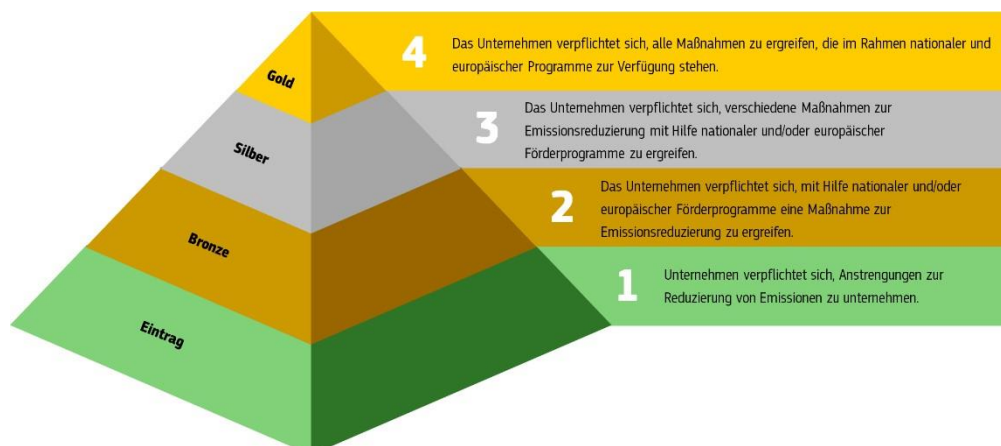 Gold
4
Das Unternehmen verpflichtet sich, alle Maßnahmen zu ergreifen, die im Rahmen nationaler und
europäischer Programme zur Verfügung stehen.
Silber
3
Das Unternehmen verpflichtet sich, verschiedene Maßnahmen zur
Emissionsreduzierung mit Hilfe nationaler und/oder europäischer
Förderprogramme zu ergreifen.
Bronze
2
Das Unternehmen verpflichtet sich, mit Hilfe nationaler und/oder
europäischer Förderprogramme eine Maßnahme zur
Emissionsreduzierung zu ergreifen.
Eintrag
1
Unternehmen verpflichtet sich, Anstrengungen zur
Reduzierung von Emissionen zu unternehmen.